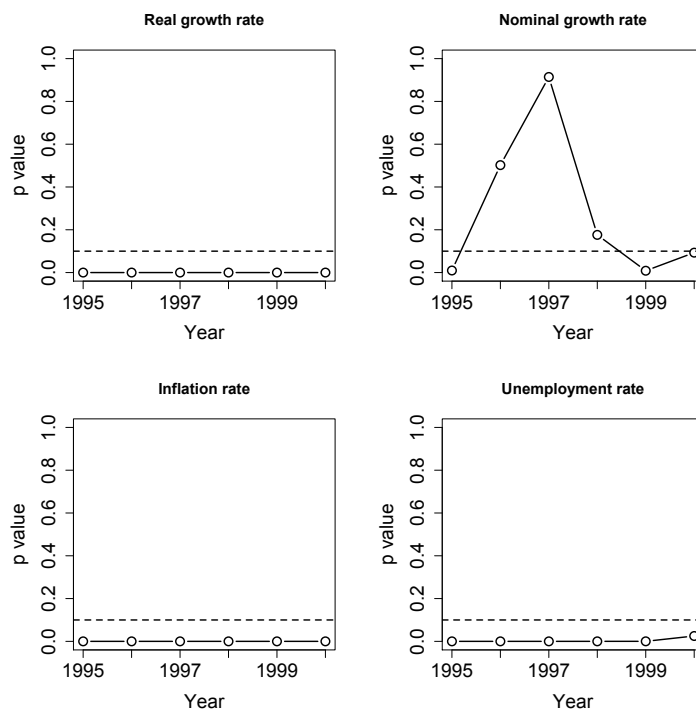 Real growth rate
p value
0.0 0.2 0.4 0.6 0.8 1.0
1995 1997 1999
Year
Nominal growth rate
p value
0.0 0.2 0.4 0.6 0.8 1.0
1995 1997 1999
Year
Inflation rate
p value
0.0 0.2 0.4 0.6 0.8 1.0
1995 1997 1999
Year
Unemployment rate
p value
0.0 0.2 0.4 0.6 0.8 1.0
1995 1997 1999
Year